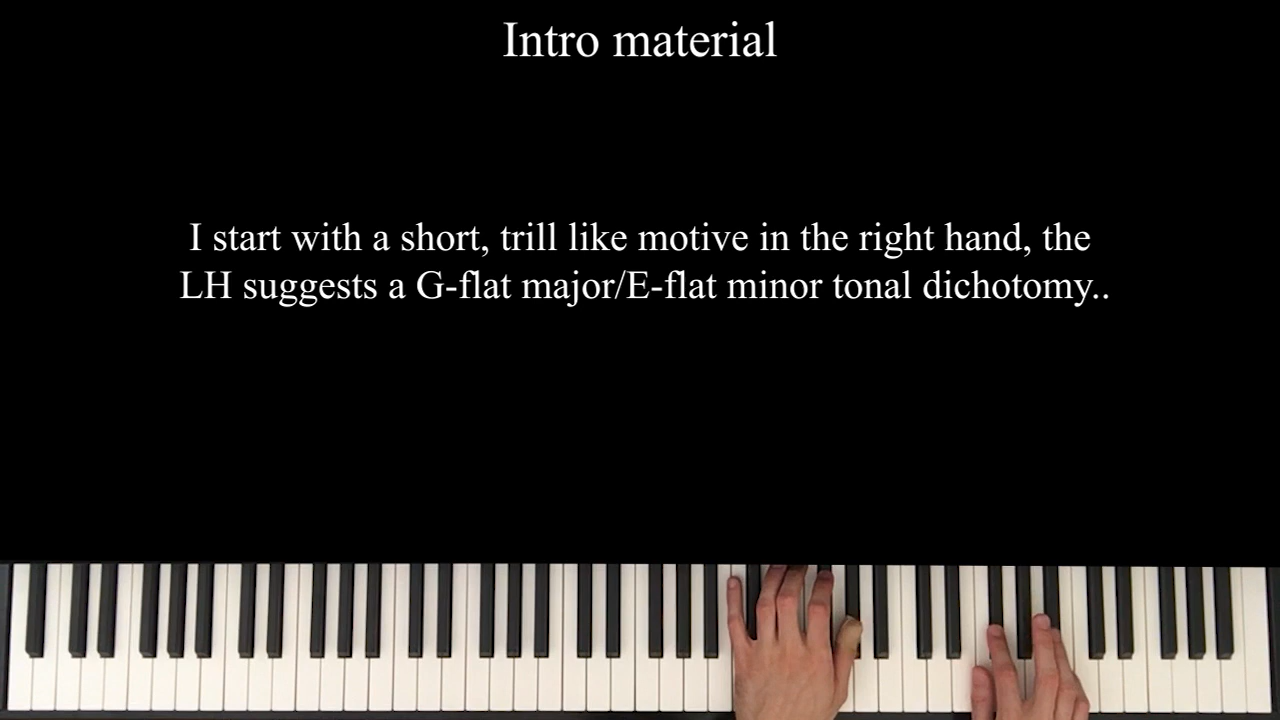 Intro material
I start with a short, trill like motive in the right hand, the
LH suggests a G-flat major/E-flat minor tonal dichotomy..